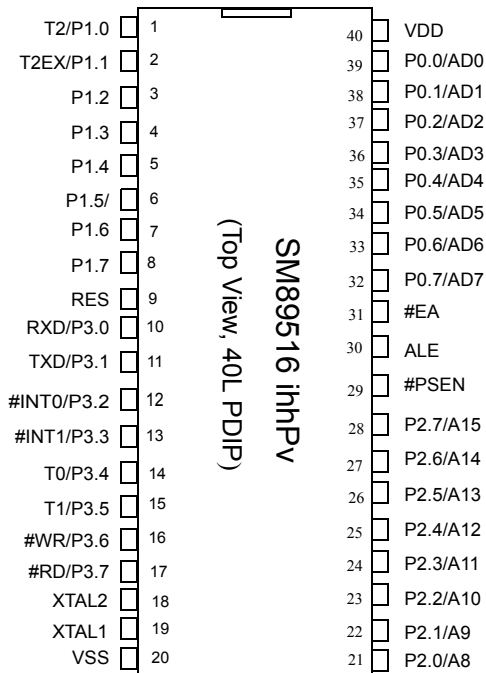 T2/P1.0 1
T2EX/P1.1 2
P1.2 3
P1.3 4
P1.4 5
P1.5/ 6
P1.6 7
P1.7 8
RES 9
RXD/P3.0 10
TXD/P3.1 11
#INT0/P3.2 12
#INT1/P3.3 13
T0/P3.4 14
T1/P3.5 15
#WR/P3.6 16
#RD/P3.7 17
XTAL2 18
XTAL1 19
VSS 20
SM89516 ihhPv
(Top View, 40L PDIP)
40 VDD
39 P0.0/AD0
38 P0.1/AD1
37 P0.2/AD2
36 P0.3/AD3
35 P0.4/AD4
34 P0.5/AD5
33 P0.6/AD6
32 P0.7/AD7
31 #EA
30 ALE
29 #PSEN
28 P2.7/A15
27 P2.6/A14
26 P2.5/A13
25 P2.4/A12
24 P2.3/A11
23 P2.2/A10
22 P2.1/A9
21 P2.0/A8